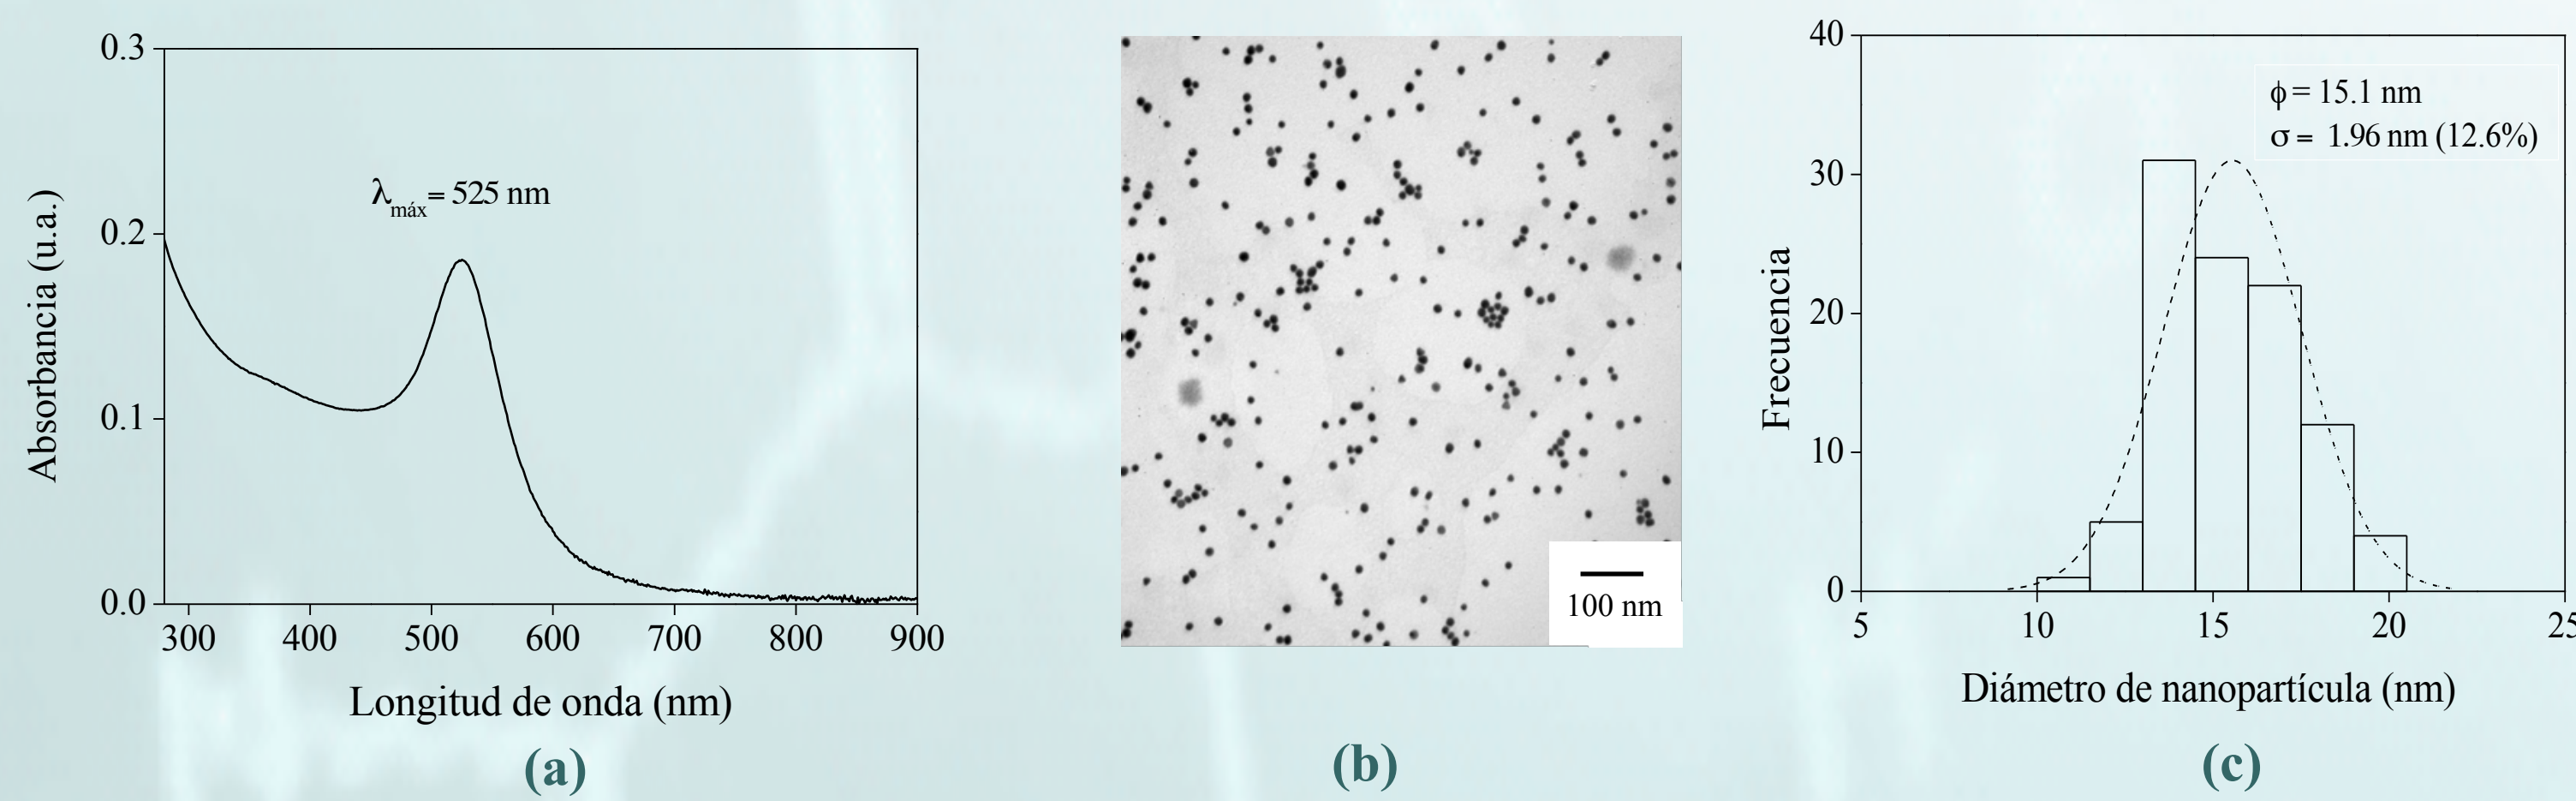 0.3
0.2
0.1
0.0
Absorbancia (u.a.)
λmáx= 525 nm
300 400 500 600 700 800 900
Longitud de onda (nm)
(a)
100 nm
(b)
40
30
20
10
0
Frecuencia
ϕ = 15.1 nm
σ = 1.96 nm (12.6%)
5 10 15 20 25
Diámetro de nanopartícula (nm)
(c)